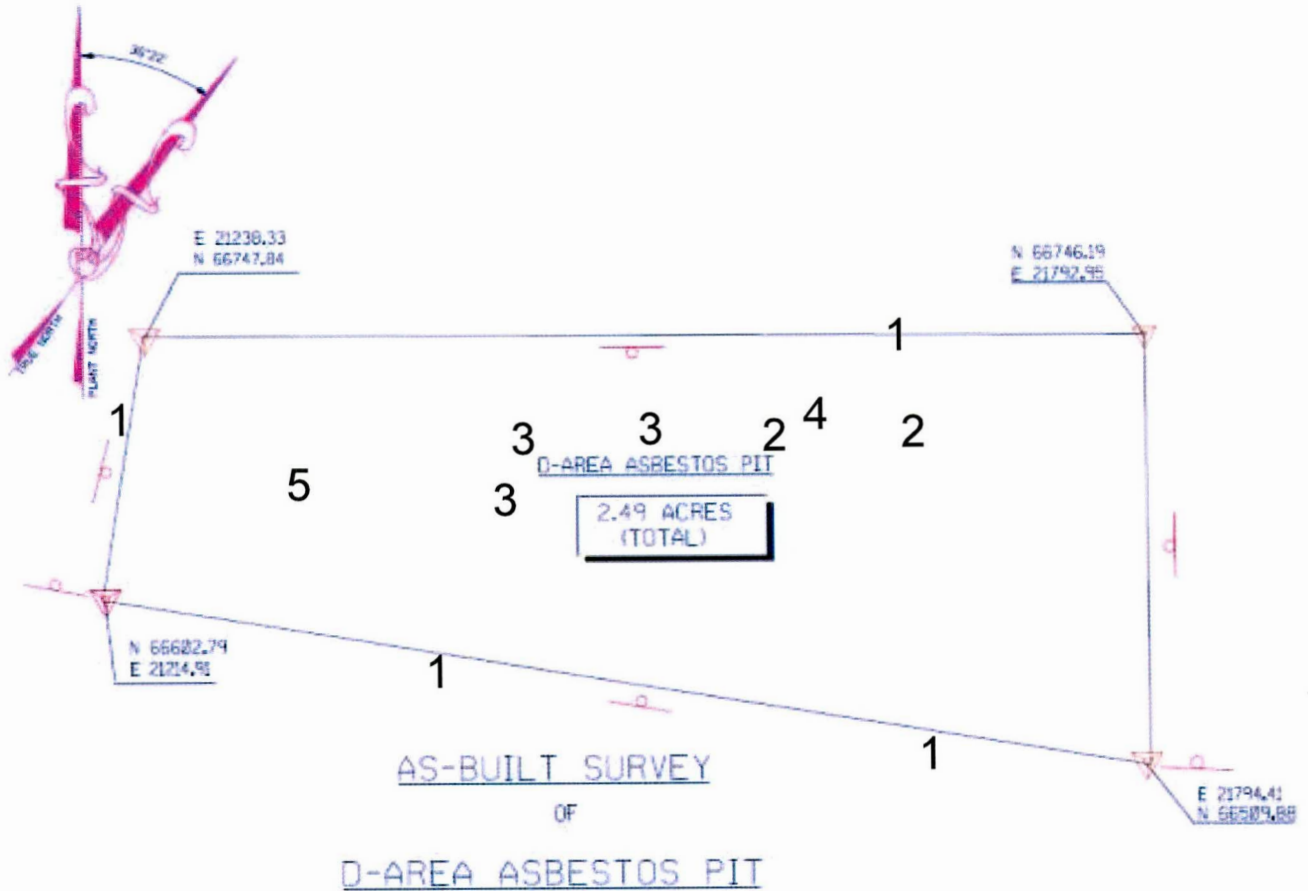 36°22'
E 21238.33
N 66747.84
N 66746.19
E 21792.95
TRUE NORTH
PLANT NORTH
1
1
4
3
3
2
2
D-AREA ASBESTOS PIT
5
3
2.49 ACRES
(TOTAL)
N 66602.79
E 21214.91
1
1
AS-BUILT SURVEY
OF
E 21794.41
N 66509.88
D-AREA ASBESTOS PIT